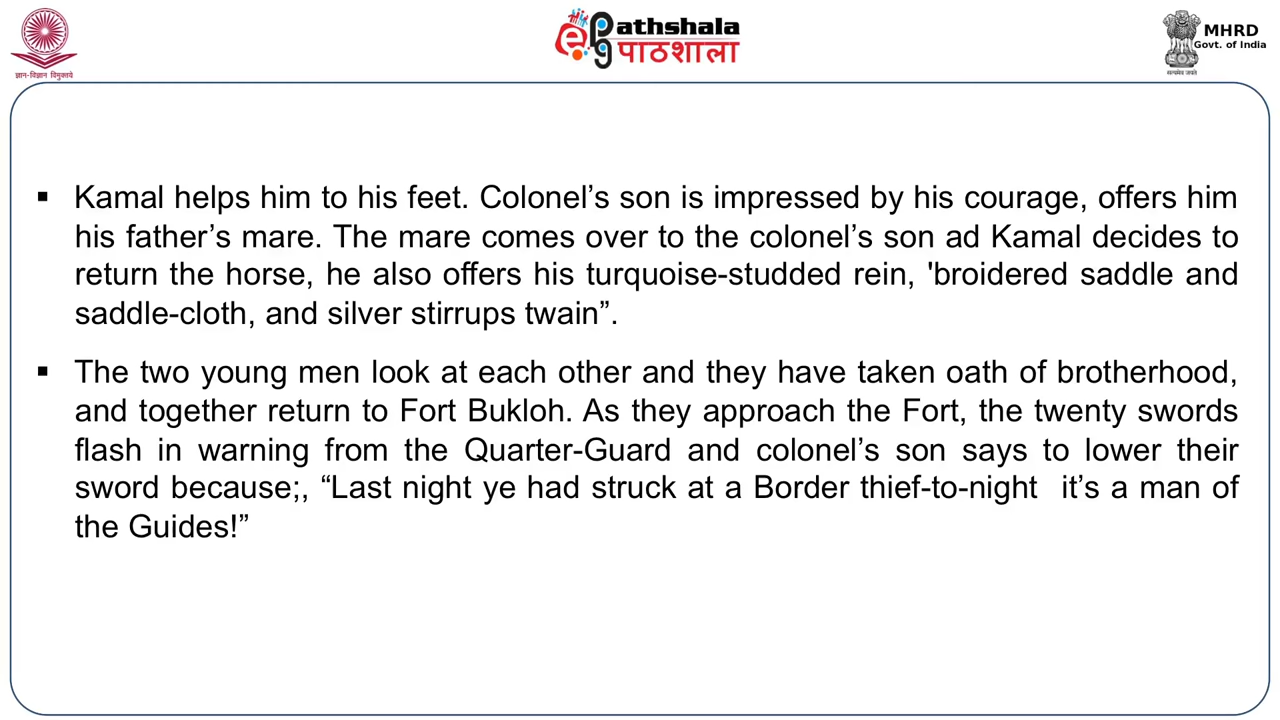 ज्ञान-विज्ञान विमुक्तये
e Pathshala
पाठशाला
MHRD
Govt. of India
सत्यमेव जयते
▪ Kamal helps him to his feet. Colonel’s son is impressed by his courage, offers him
his father’s mare. The mare comes over to the colonel’s son ad Kamal decides to
return the horse, he also offers his turquoise-studded rein, 'broidered saddle and
saddle-cloth, and silver stirrups twain”.
▪ The two young men look at each other and they have taken oath of brotherhood,
and together return to Fort Bukloh. As they approach the Fort, the twenty swords
flash in warning from the Quarter-Guard and colonel’s son says to lower their
sword because;, “Last night ye had struck at a Border thief-to-night  it’s a man of
the Guides!”